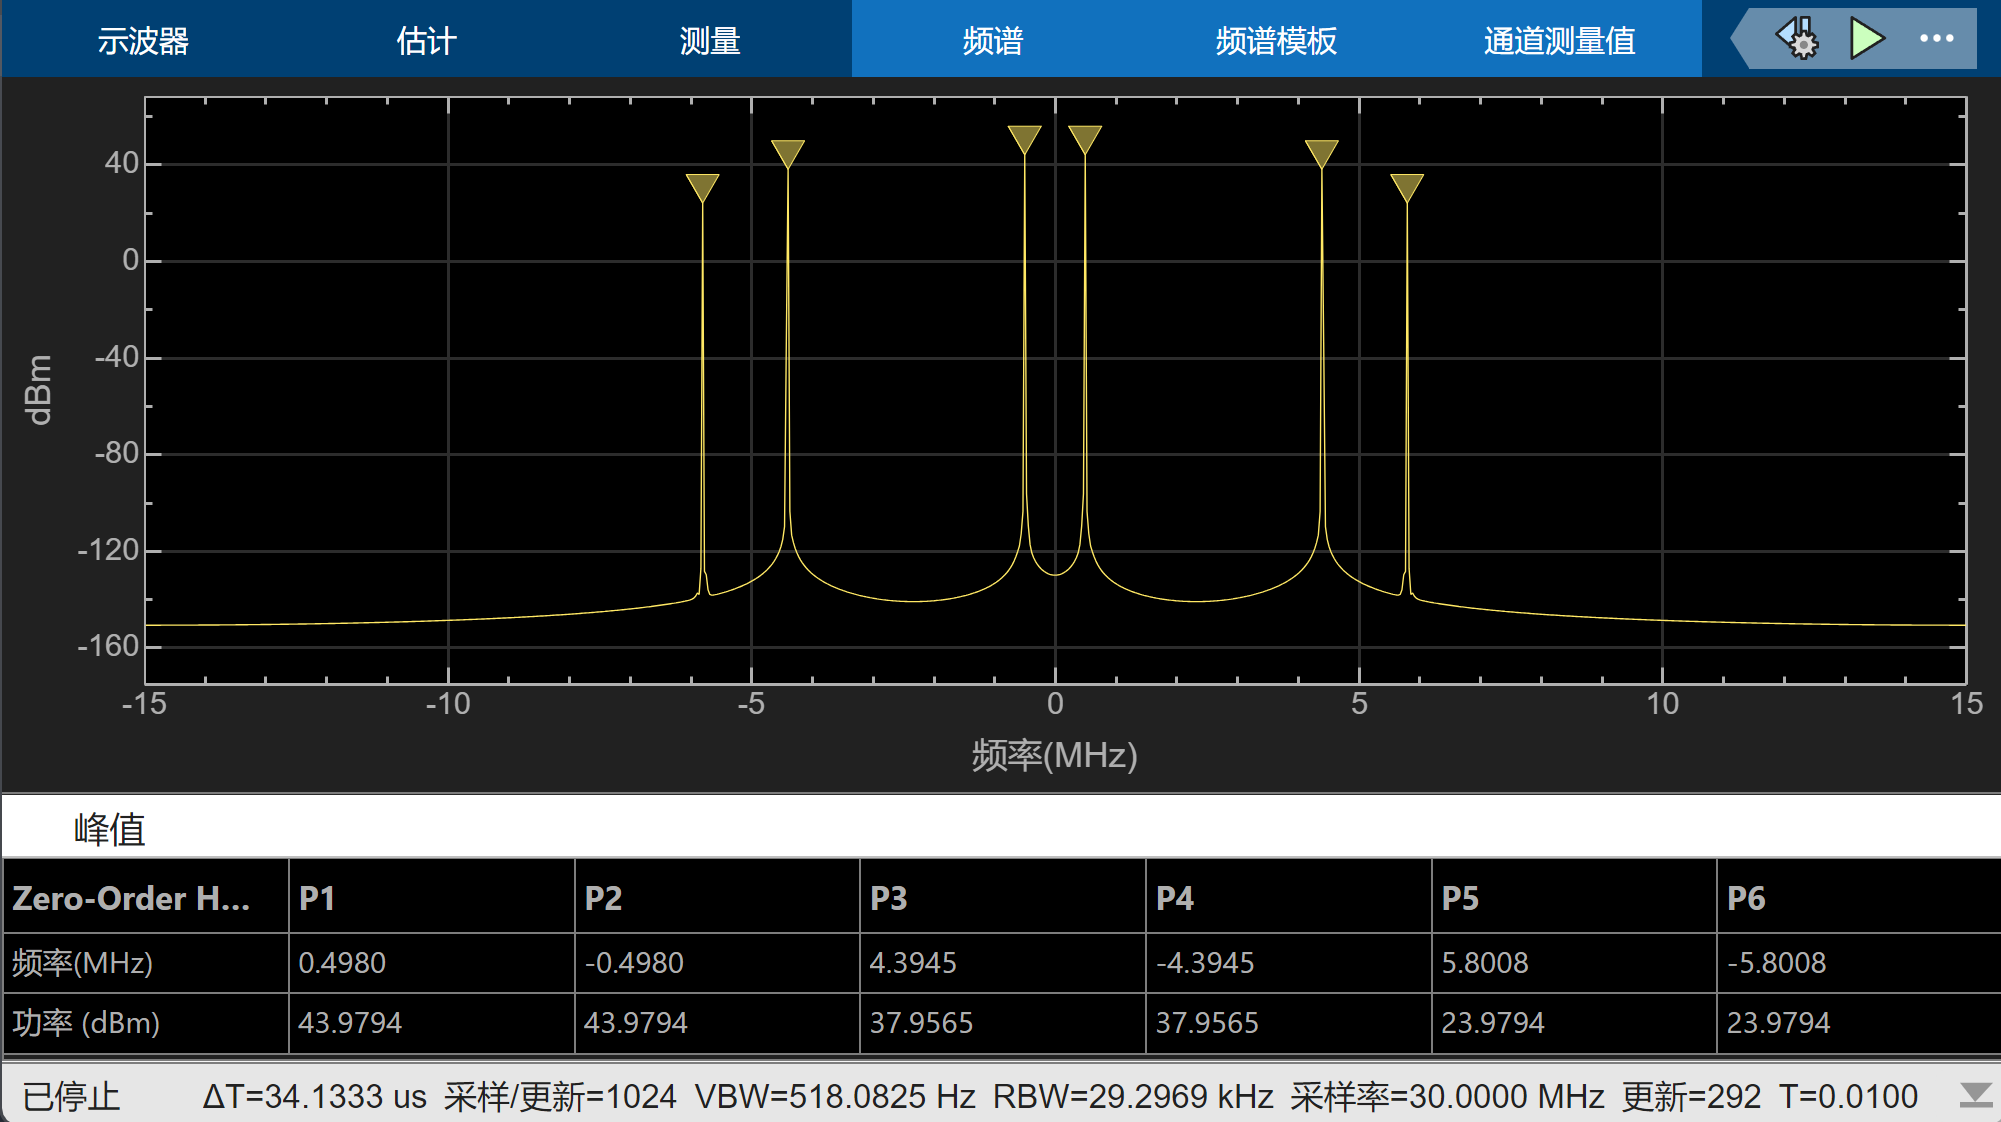 示波器 估计 测量 频谱 频谱模板 通道测量值
40
0
-40
-80
-120
-160
dBm
-15 -10 -5 0 5 10 15
频率(MHz)
峰值
Zero-Order H... P1 P2 P3 P4 P5 P6
频率(MHz) 0.4980 -0.4980 4.3945 -4.3945 5.8008 -5.8008
功率 (dBm) 43.9794 43.9794 37.9565 37.9565 23.9794 23.9794
已停止 ΔT=34.1333 us 采样/更新=1024 VBW=518.0825 Hz RBW=29.2969 kHz 采样率=30.0000 MHz 更新=292 T=0.0100